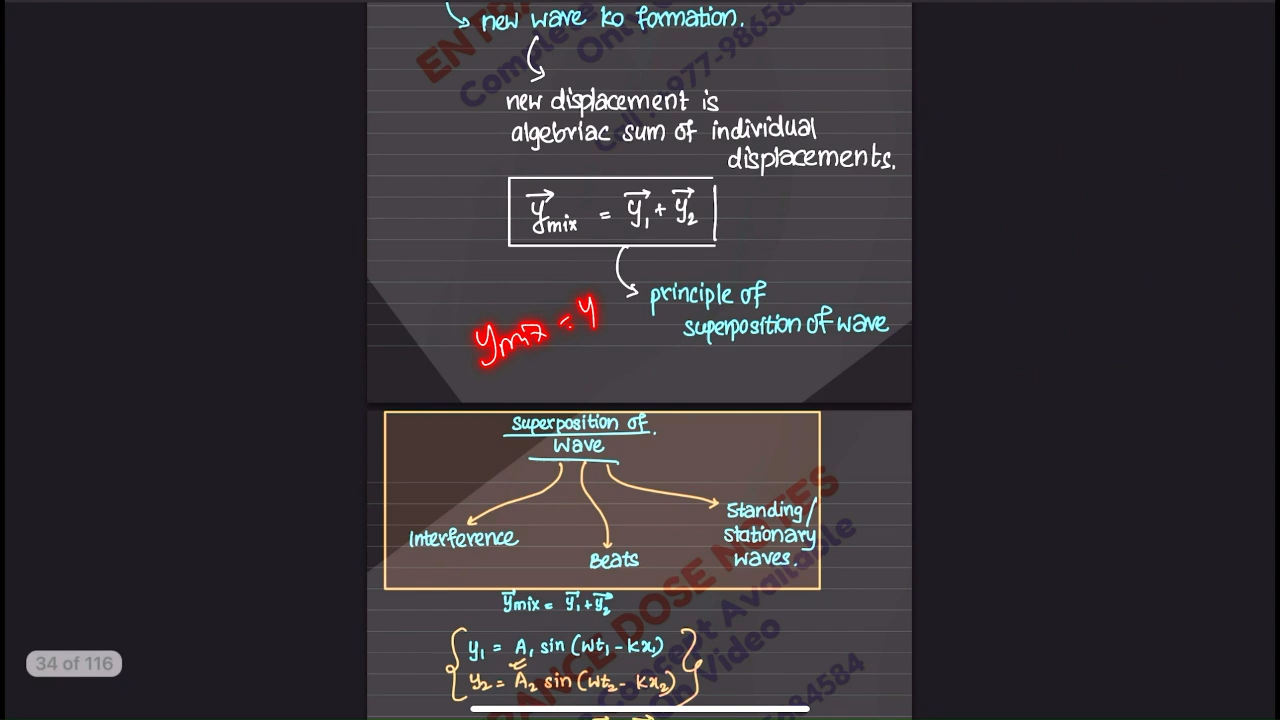 new wave ko formation.
new displacement is
algebriac sum of individual
displacements.
y⃗mix = y⃗₁ + y⃗₂
principle of
superposition of wave
ymix = y
Superposition of
wave
Interference
Beats
Standing/
stationary
waves.
y⃗mix = y⃗₁ + y⃗₂
y₁ = A₁ sin (wt₁ - kx₁)
y₂ = A₂ sin (wt₂ - kx₂)
34 of 116